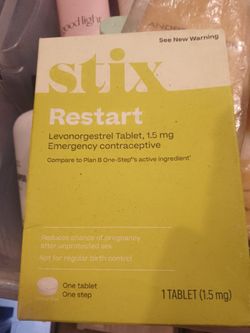 goodlight
See New Warning
stix
Restart
Levonorgestrel Tablet, 1.5 mg
Emergency contraceptive
Compare to Plan B One-Step®'s active ingredient*
Reduces chance of pregnancy
after unprotected sex
Not for regular birth control
One tablet
One step
1 TABLET (1.5 mg)